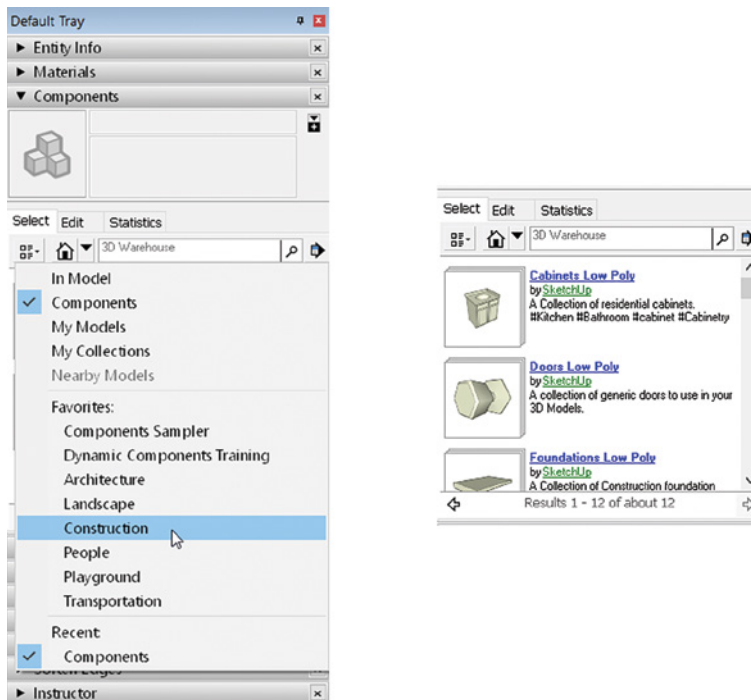 Default Tray
Entity Info
Materials
Components
Select Edit Statistics
3D Warehouse
In Model
Components
My Models
My Collections
Nearby Models
Favorites:
Components Sampler
Dynamic Components Training
Architecture
Landscape
Construction
People
Playground
Transportation
Recent:
Components
Instructor
Select Edit Statistics
3D Warehouse
Cabinets Low Poly
by SketchUp
A Collection of residential cabinets.
#Kitchen #Bathroom #cabinet #Cabinetry
Doors Low Poly
by SketchUp
A collection of generic doors to use in your
3D Models.
Foundations Low Poly
by SketchUp
A Collection of Construction foundation
Results 1 - 12 of about 12